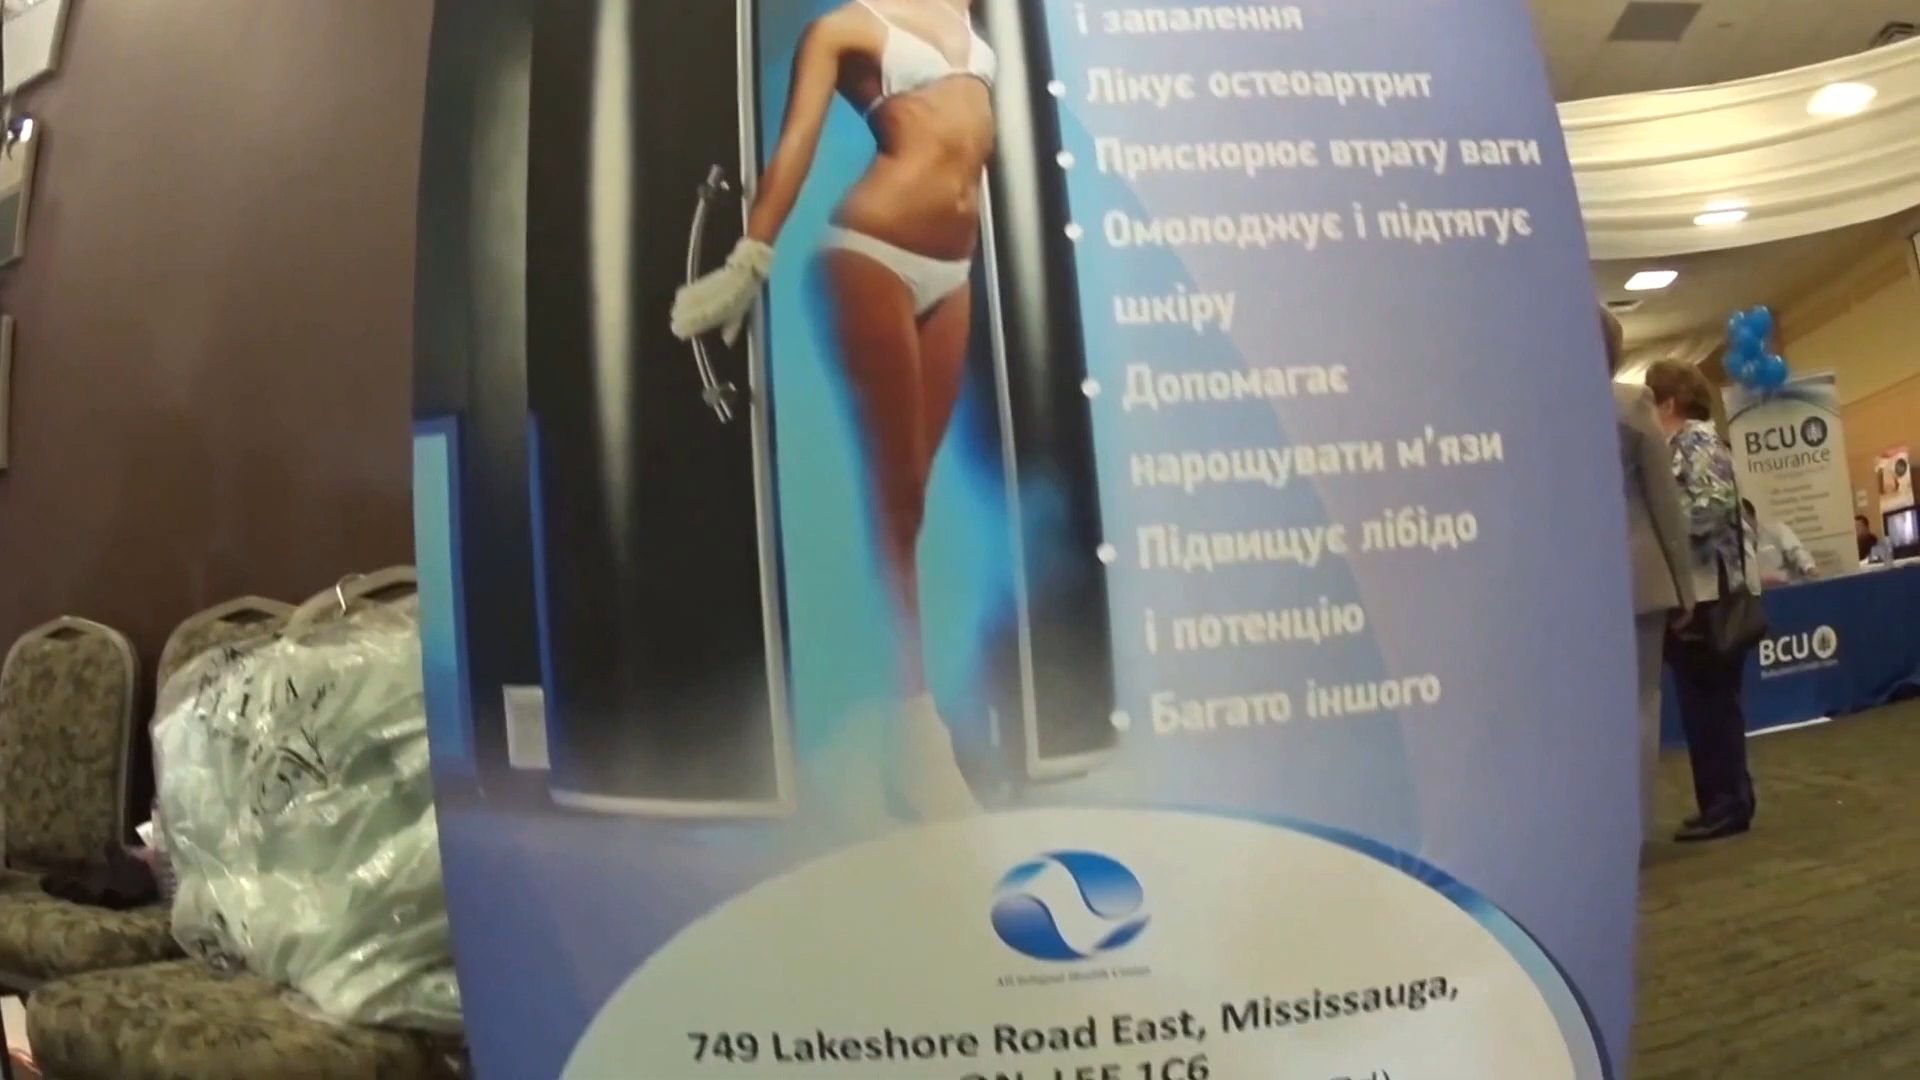 і запалення
• Лікує остеоартрит
• Прискорює втрату ваги
• Омолоджує і підтягує
шкіру
• Допомагає
нарощувати м'язи
• Підвищує лібідо
і потенцію
• Багато іншого
749 Lakeshore Road East, Mississauga,
1C6
BCU
Insurance
BCU